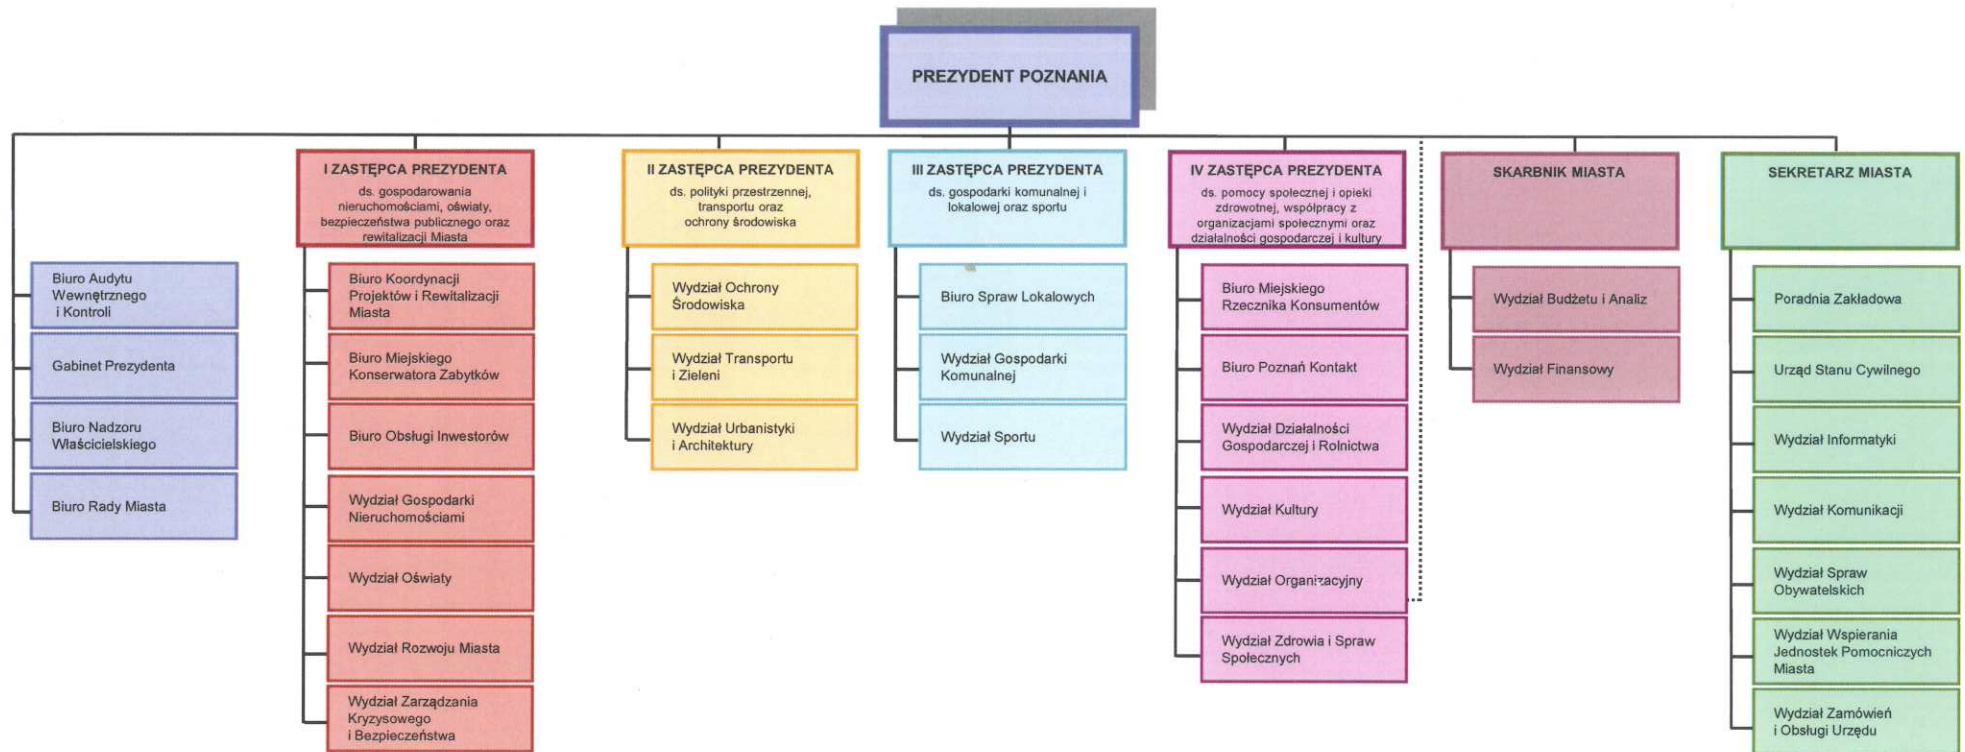 PREZYDENT POZNANIA
I ZASTĘPCA PREZYDENTA
ds. gospodarowania
nieruchomościami, oświaty,
bezpieczeństwa publicznego oraz
rewitalizacji Miasta
II ZASTĘPCA PREZYDENTA
ds. polityki przestrzennej,
transportu oraz
ochrony środowiska
III ZASTĘPCA PREZYDENTA
ds. gospodarki komunalnej i
lokalowej oraz sportu
IV ZASTĘPCA PREZYDENTA
ds. pomocy społecznej i opieki
zdrowotnej, współpracy z
organizacjami społecznymi oraz
działalności gospodarczej i kultury
SKARBNIK MIASTA
SEKRETARZ MIASTA
Biuro Audytu
Wewnętrznego
i Kontroli
Gabinet Prezydenta
Biuro Nadzoru
Właścicielskiego
Biuro Rady Miasta
Biuro Koordynacji
Projektów i Rewitalizacji
Miasta
Biuro Miejskiego
Konserwatora Zabytków
Biuro Obsługi Inwestorów
Wydział Gospodarki
Nieruchomościami
Wydział Oświaty
Wydział Rozwoju Miasta
Wydział Zarządzania
Kryzysowego
i Bezpieczeństwa
Wydział Ochrony
Środowiska
Wydział Transportu
i Zieleni
Wydział Urbanistyki
i Architektury
Biuro Spraw Lokalowych
Wydział Gospodarki
Komunalnej
Wydział Sportu
Biuro Miejskiego
Rzecznika Konsumentów
Biuro Poznań Kontakt
Wydział Działalności
Gospodarczej i Rolnictwa
Wydział Kultury
Wydział Organizacyjny
Wydział Zdrowia i Spraw
Społecznych
Wydział Budżetu i Analiz
Wydział Finansowy
Poradnia Zakładowa
Urząd Stanu Cywilnego
Wydział Informatyki
Wydział Komunikacji
Wydział Spraw
Obywatelskich
Wydział Wspierania
Jednostek Pomocniczych
Miasta
Wydział Zamówień
i Obsługi Urzędu